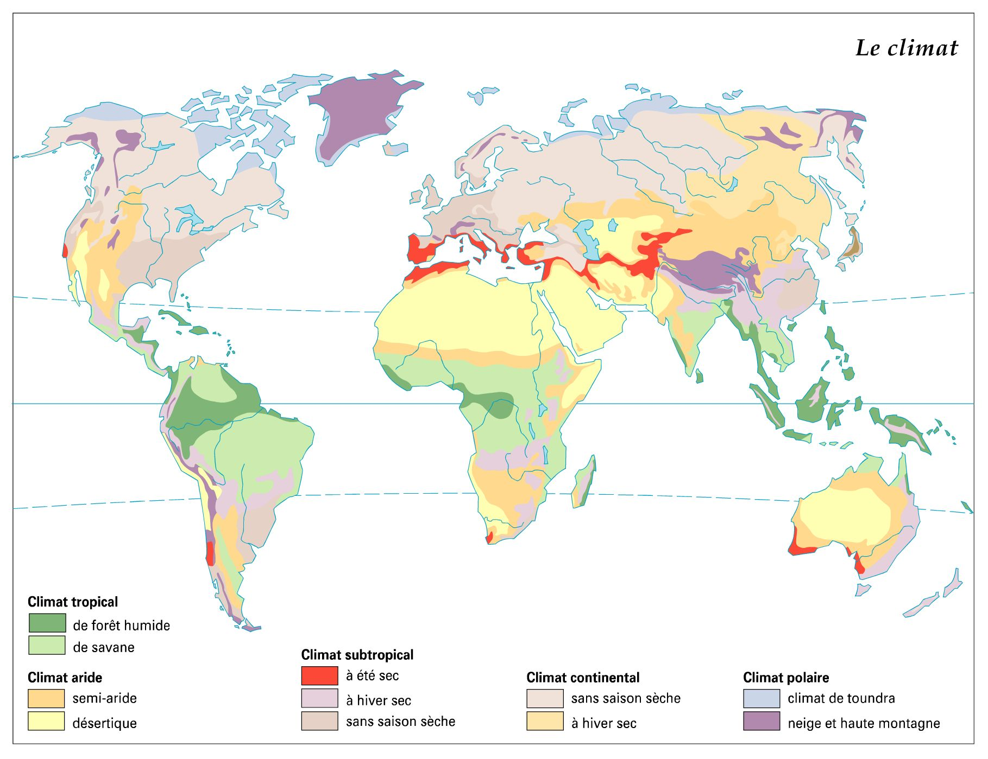 Le climat
Climat tropical
de forêt humide
de savane
Climat aride
semi-aride
désertique
Climat subtropical
à été sec
à hiver sec
sans saison sèche
Climat continental
sans saison sèche
à hiver sec
Climat polaire
climat de toundra
neige et haute montagne